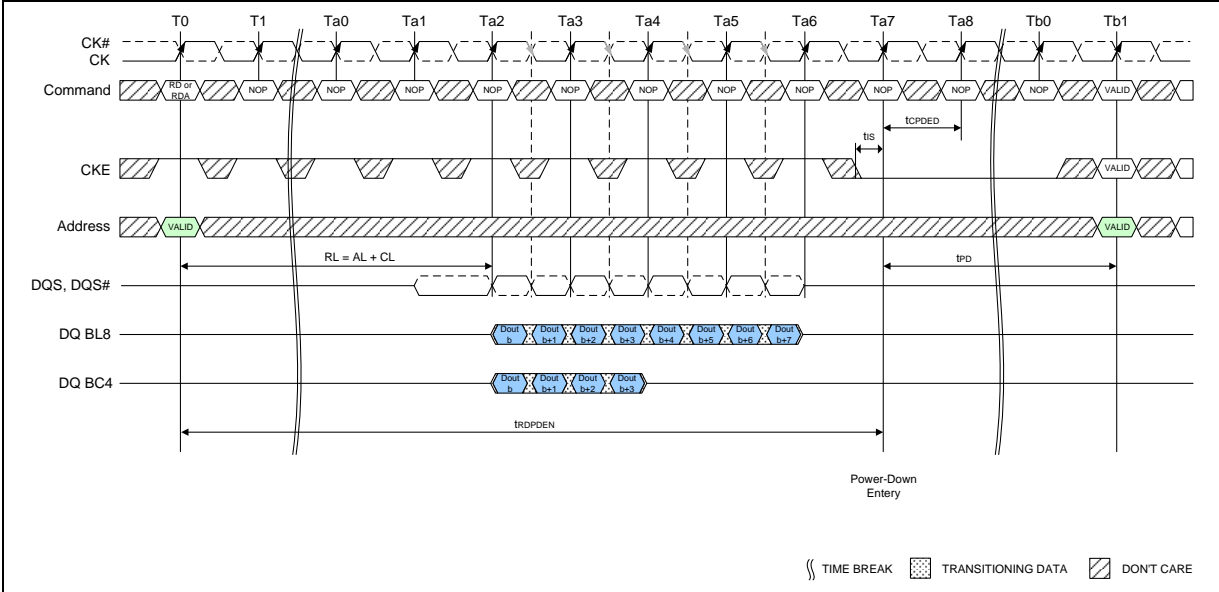 T0 T1 Ta0 Ta1 Ta2 Ta3 Ta4 Ta5 Ta6 Ta7 Ta8 Tb0 Tb1
CK#
CK
Command
RD or
RDA
NOP NOP NOP NOP NOP NOP NOP NOP NOP NOP NOP VALID
tCPDED
tIS
CKE
VALID
Address
VALID
VALID
RL = AL + CL
tPD
DQS, DQS#
DQ BL8
Dout
b
Dout
b+1
Dout
b+2
Dout
b+3
Dout
b+4
Dout
b+5
Dout
b+6
Dout
b+7
DQ BC4
Dout
b
Dout
b+1
Dout
b+2
Dout
b+3
tRDPDEN
Power-Down
Entery
TIME BREAK TRANSITIONING DATA DON'T CARE